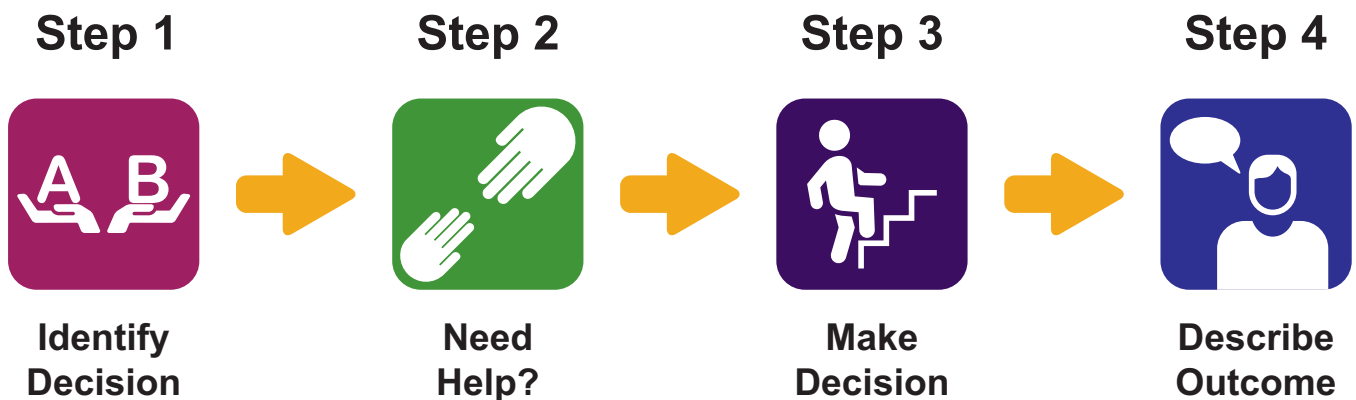 Step 1
Step 2
Step 3
Step 4
A B
Identify
Decision
Need
Help?
Make
Decision
Describe
Outcome